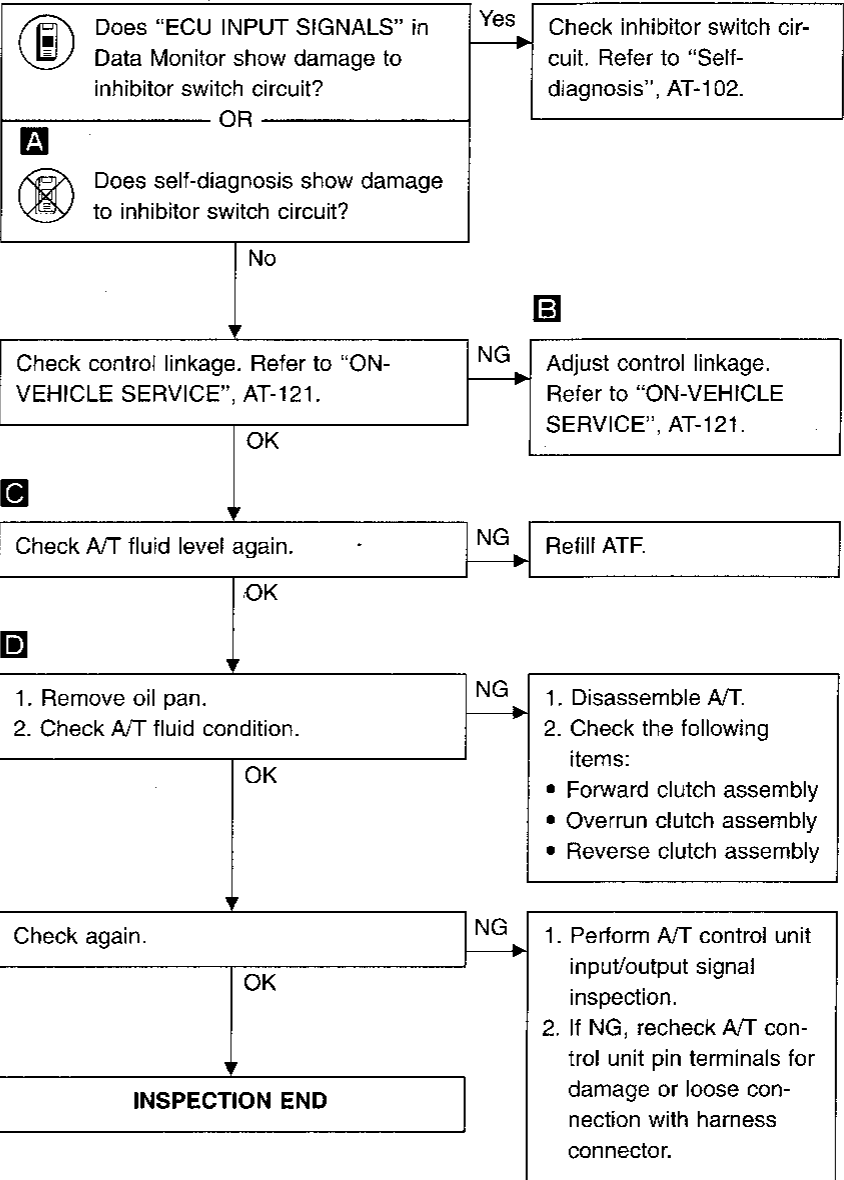 Does “ECU INPUT SIGNALS” in
Data Monitor show damage to
inhibitor switch circuit?
Yes
Check inhibitor switch cir-
cuit. Refer to “Self-
diagnosis”, AT-102.
OR
A
Does self-diagnosis show damage
to inhibitor switch circuit?
No
Check control linkage. Refer to “ON-
VEHICLE SERVICE”, AT-121.
NG
B
Adjust control linkage.
Refer to “ON-VEHICLE
SERVICE”, AT-121.
OK
C
Check A/T fluid level again.
NG
Refill ATF.
OK
D
1. Remove oil pan.
2. Check A/T fluid condition.
NG
1. Disassemble A/T.
2. Check the following
items:
• Forward clutch assembly
• Overrun clutch assembly
• Reverse clutch assembly
OK
Check again.
NG
1. Perform A/T control unit
input/output signal
inspection.
2. If NG, recheck A/T con-
trol unit pin terminals for
damage or loose con-
nection with harness
connector.
OK
INSPECTION END